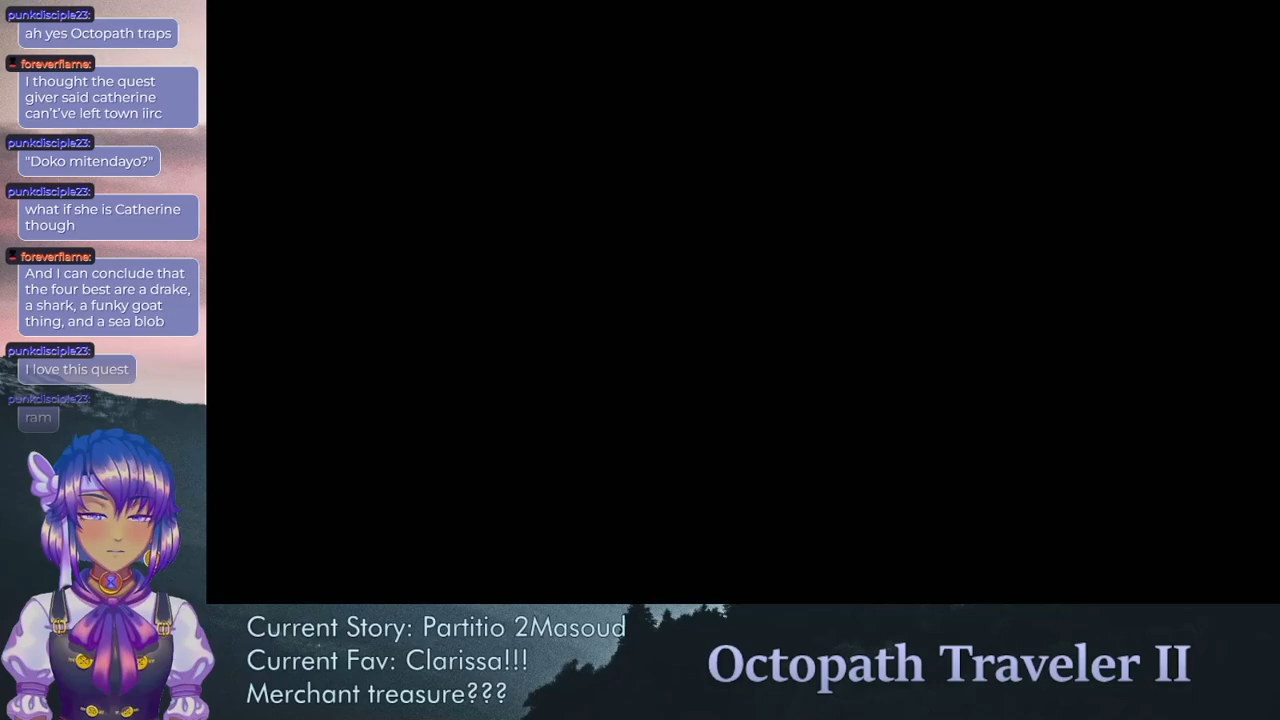 punkdisciple23:
ah yes Octopath traps
foreverflame:
I thought the quest
giver said catherine
can't've left town iirc
punkdisciple23:
"Doko mitendayo?"
punkdisciple23:
what if she is Catherine
though
foreverflame:
And I can conclude that
the four best are a drake,
a shark, a funky goat
thing, and a sea blob
punkdisciple23:
I love this quest
punkdisciple23:
ram
Current Story: Partitio 2Masoud
Current Fav: Clarissa!!!
Merchant treasure???
Octopath Traveler II